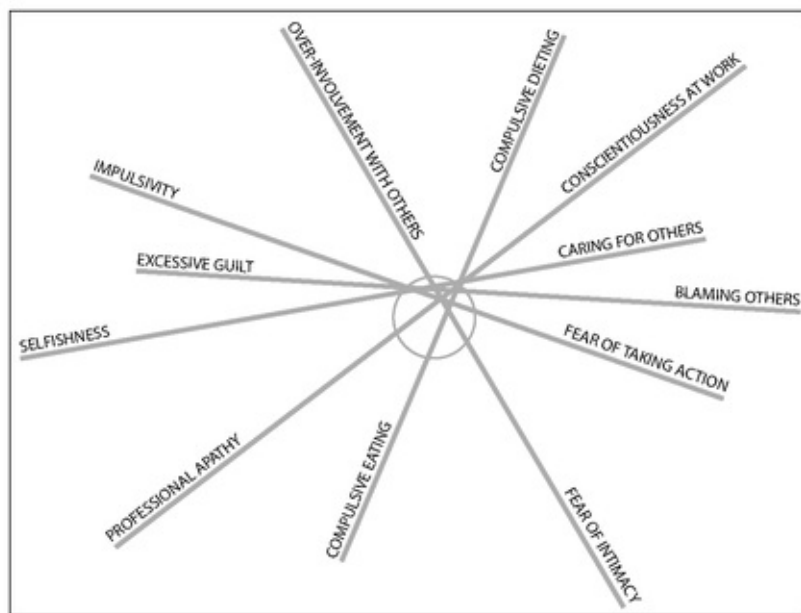 OVER-INVOLVEMENT WITH OTHERS
COMPULSIVE DIETING
CONSCIENTIOUSNESS AT WORK
IMPULSIVITY
CARING FOR OTHERS
EXCESSIVE GUILT
BLAMING OTHERS
SELFISHNESS
FEAR OF TAKING ACTION
PROFESSIONAL APATHY
COMPULSIVE EATING
FEAR OF INTIMACY